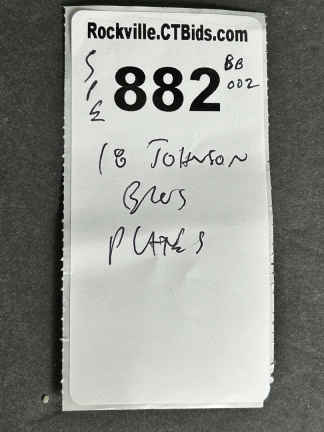 Rockville.CTBids.com
882
BB
002
18 JOHNSON
BROS
PLATES